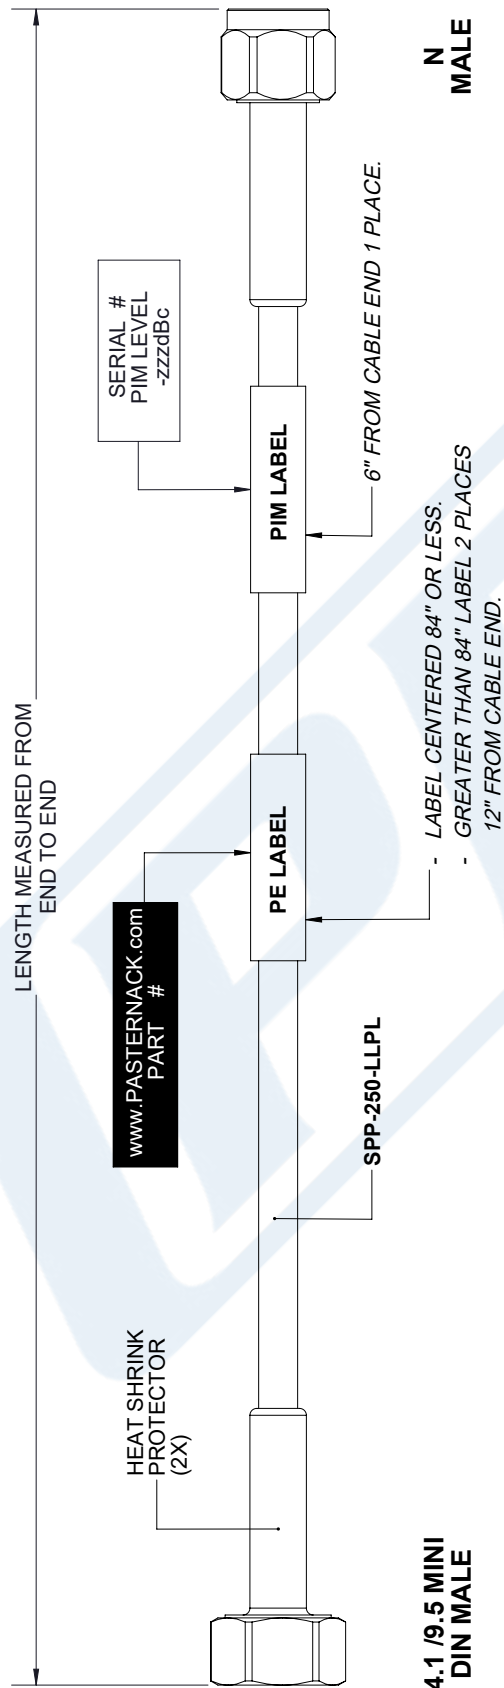 LENGTH MEASURED FROM
END TO END
HEAT SHRINK
PROTECTOR
(2X)
www.PASTERNACK.com
PART #
SERIAL #
PIM LEVEL
-zzzdBc
PE LABEL
PIM LABEL
SPP-250-LLPL
6" FROM CABLE END 1 PLACE.
- LABEL CENTERED 84" OR LESS.
- GREATER THAN 84" LABEL 2 PLACES
12" FROM CABLE END.
4.1 /9.5 MINI
DIN MALE
N
MALE